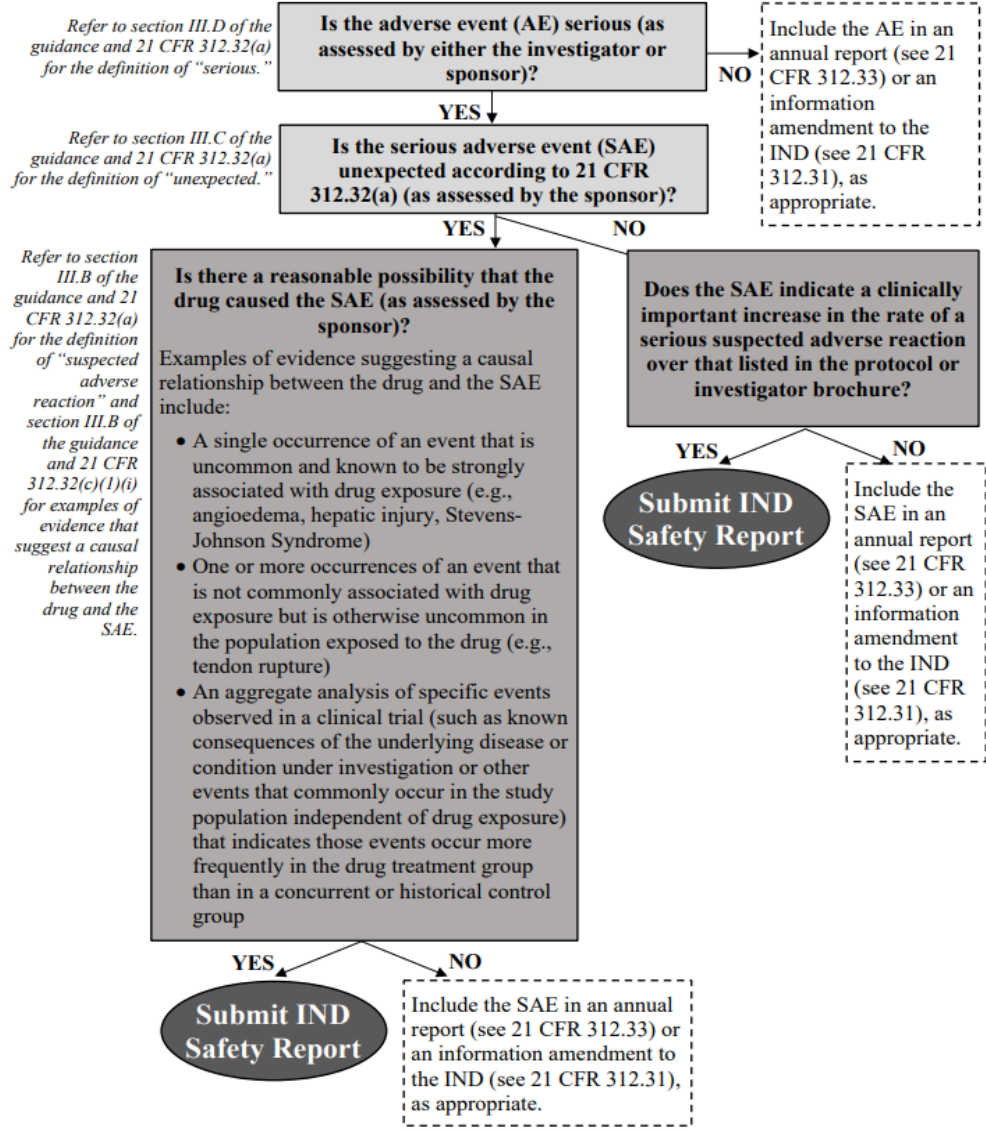 Refer to section III.D of the
guidance and 21 CFR 312.32(a)
for the definition of “serious.”
Is the adverse event (AE) serious (as
assessed by either the investigator or
sponsor)?
NO
Include the AE in an
annual report (see 21
CFR 312.33) or an
information
amendment to
the IND (see 21 CFR
312.31), as
appropriate.
YES
Refer to section III.C of the
guidance and 21 CFR 312.32(a)
for the definition of “unexpected.”
Is the serious adverse event (SAE)
unexpected according to 21 CFR
312.32(a) (as assessed by the sponsor)?
YES
NO
Refer to section
III.B of the
guidance and 21
CFR 312.32(a)
for the definition
of “suspected
adverse
reaction” and
section III.B of
the guidance
and 21 CFR
312.32(c)(1)(i)
for examples of
evidence that
suggest a causal
relationship
between the
drug and the
SAE.
Is there a reasonable possibility that the
drug caused the SAE (as assessed by the
sponsor)?
Examples of evidence suggesting a causal
relationship between the drug and the SAE
include:
• A single occurrence of an event that is
uncommon and known to be strongly
associated with drug exposure (e.g.,
angioedema, hepatic injury, Stevens-
Johnson Syndrome)
• One or more occurrences of an event that
is not commonly associated with drug
exposure but is otherwise uncommon in
the population exposed to the drug (e.g.,
tendon rupture)
• An aggregate analysis of specific events
observed in a clinical trial (such as known
consequences of the underlying disease or
condition under investigation or other
events that commonly occur in the study
population independent of drug exposure)
that indicates those events occur more
frequently in the drug treatment group
than in a concurrent or historical control
group
Does the SAE indicate a clinically
important increase in the rate of a
serious suspected adverse reaction
over that listed in the protocol or
investigator brochure?
YES
NO
Submit IND
Safety Report
Include the
SAE in an
annual report
(see 21 CFR
312.33) or an
information
amendment
to the IND
(see 21 CFR
312.31), as
appropriate.
YES
NO
Submit IND
Safety Report
Include the SAE in an annual
report (see 21 CFR 312.33) or
an information amendment to
the IND (see 21 CFR 312.31),
as appropriate.